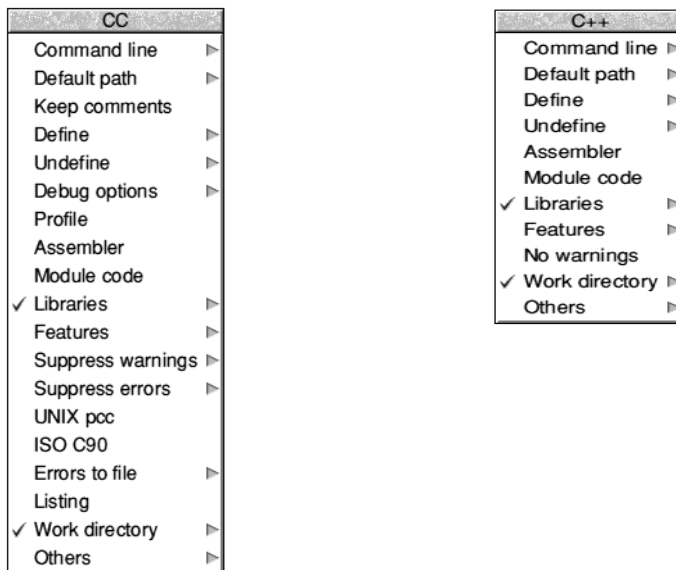 CC
Command line
Default path
Keep comments
Define
Undefine
Debug options
Profile
Assembler
Module code
✓ Libraries
Features
Suppress warnings
Suppress errors
UNIX pcc
ISO C90
Errors to file
Listing
✓ Work directory
Others
C++
Command line
Default path
Define
Undefine
Assembler
Module code
✓ Libraries
Features
No warnings
✓ Work directory
Others